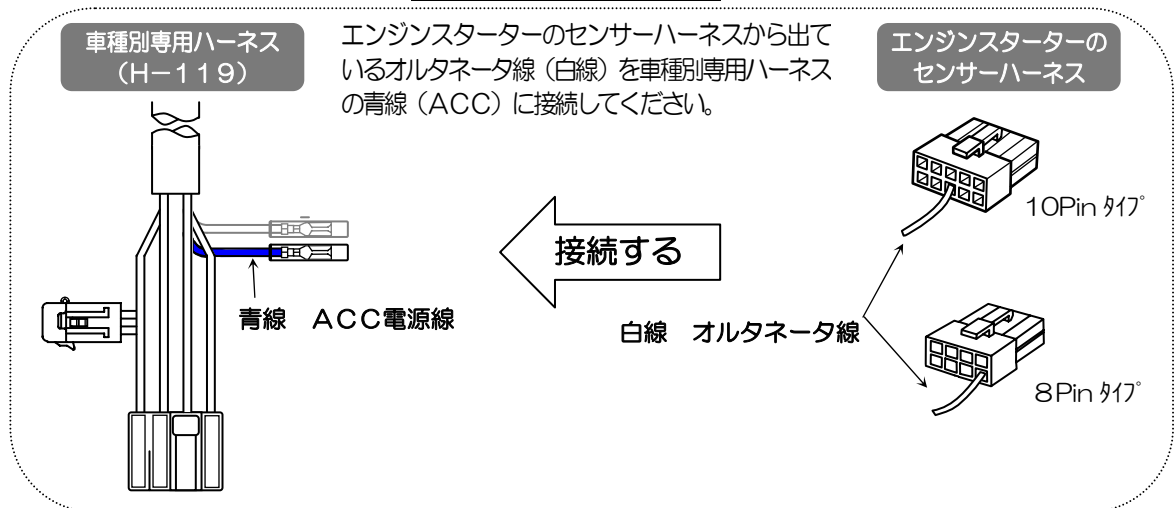 車種別専用ハーネス
（H－119）
エンジンスターターのセンサーハーネスから出て
いるオルタネータ線（白線）を車種別専用ハーネス
の青線（ACC）に接続してください。
エンジンスターターの
センサーハーネス
10Pin ﾀｲﾌﾟ
接続する
青線　ACC電源線
白線　オルタネータ線
8Pin ﾀｲﾌﾟ